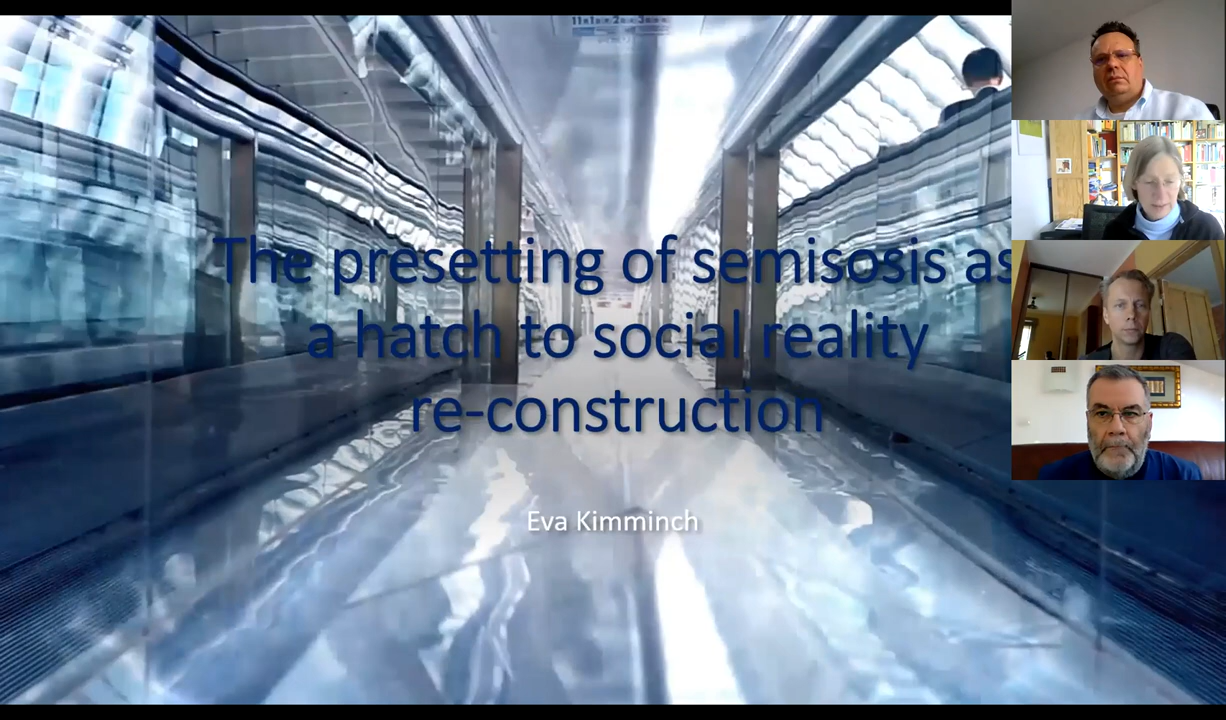 The presetting of semisosis as
a hatch to social reality
re-construction
Eva Kimminch